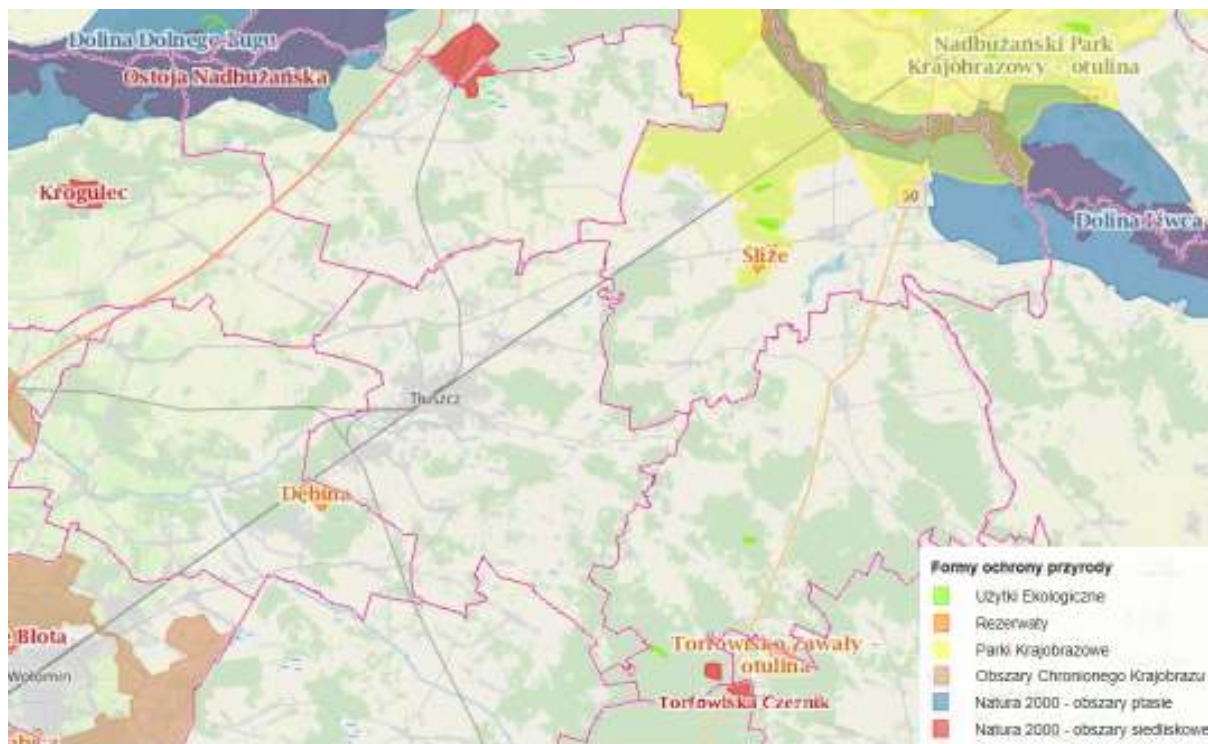 Dolina Dolnego Bugu
Ostoja Nadbużańska
Nadbużański Park
Krajobrazowy - otulina
Krogulec
50
Dolina Liwca
Śliże
Tłuszcz
Dębina
Błota
Wołomin
Torfowisko Zawały
otulina
Torfowiska Czernik
Formy ochrony przyrody
Użytki Ekologiczne
Rezerwaty
Parki Krajobrazowe
Obszary Chronionego Krajobrazu
Natura 2000 - obszary ptasie
Natura 2000 - obszary siedliskowe